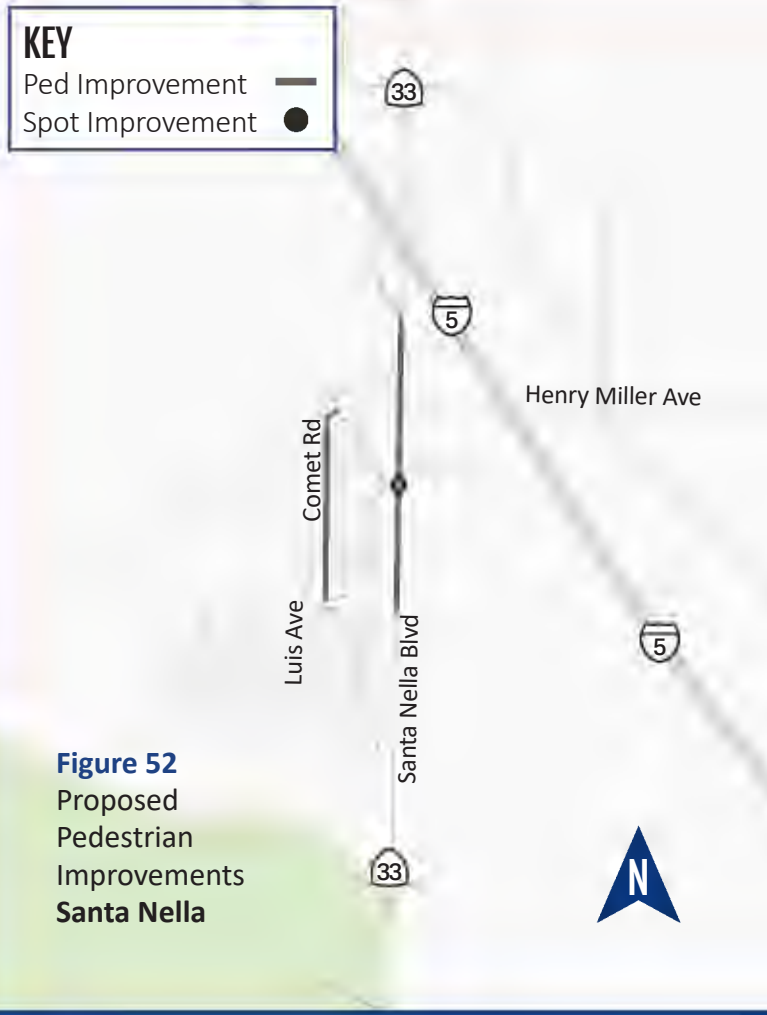 KEY
Ped Improvement
Spot Improvement
33
5
Henry Miller Ave
Comet Rd
Luis Ave
Santa Nella Blvd
5
Figure 52
Proposed
Pedestrian
Improvements
Santa Nella
33
N